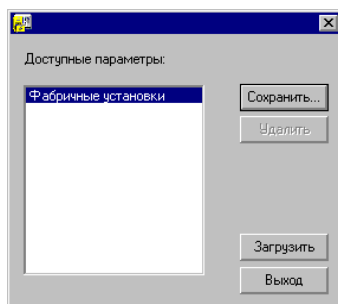 Доступные параметры:
Фабричные установки
Сохранить...
Удалить
Загрузить
Выход